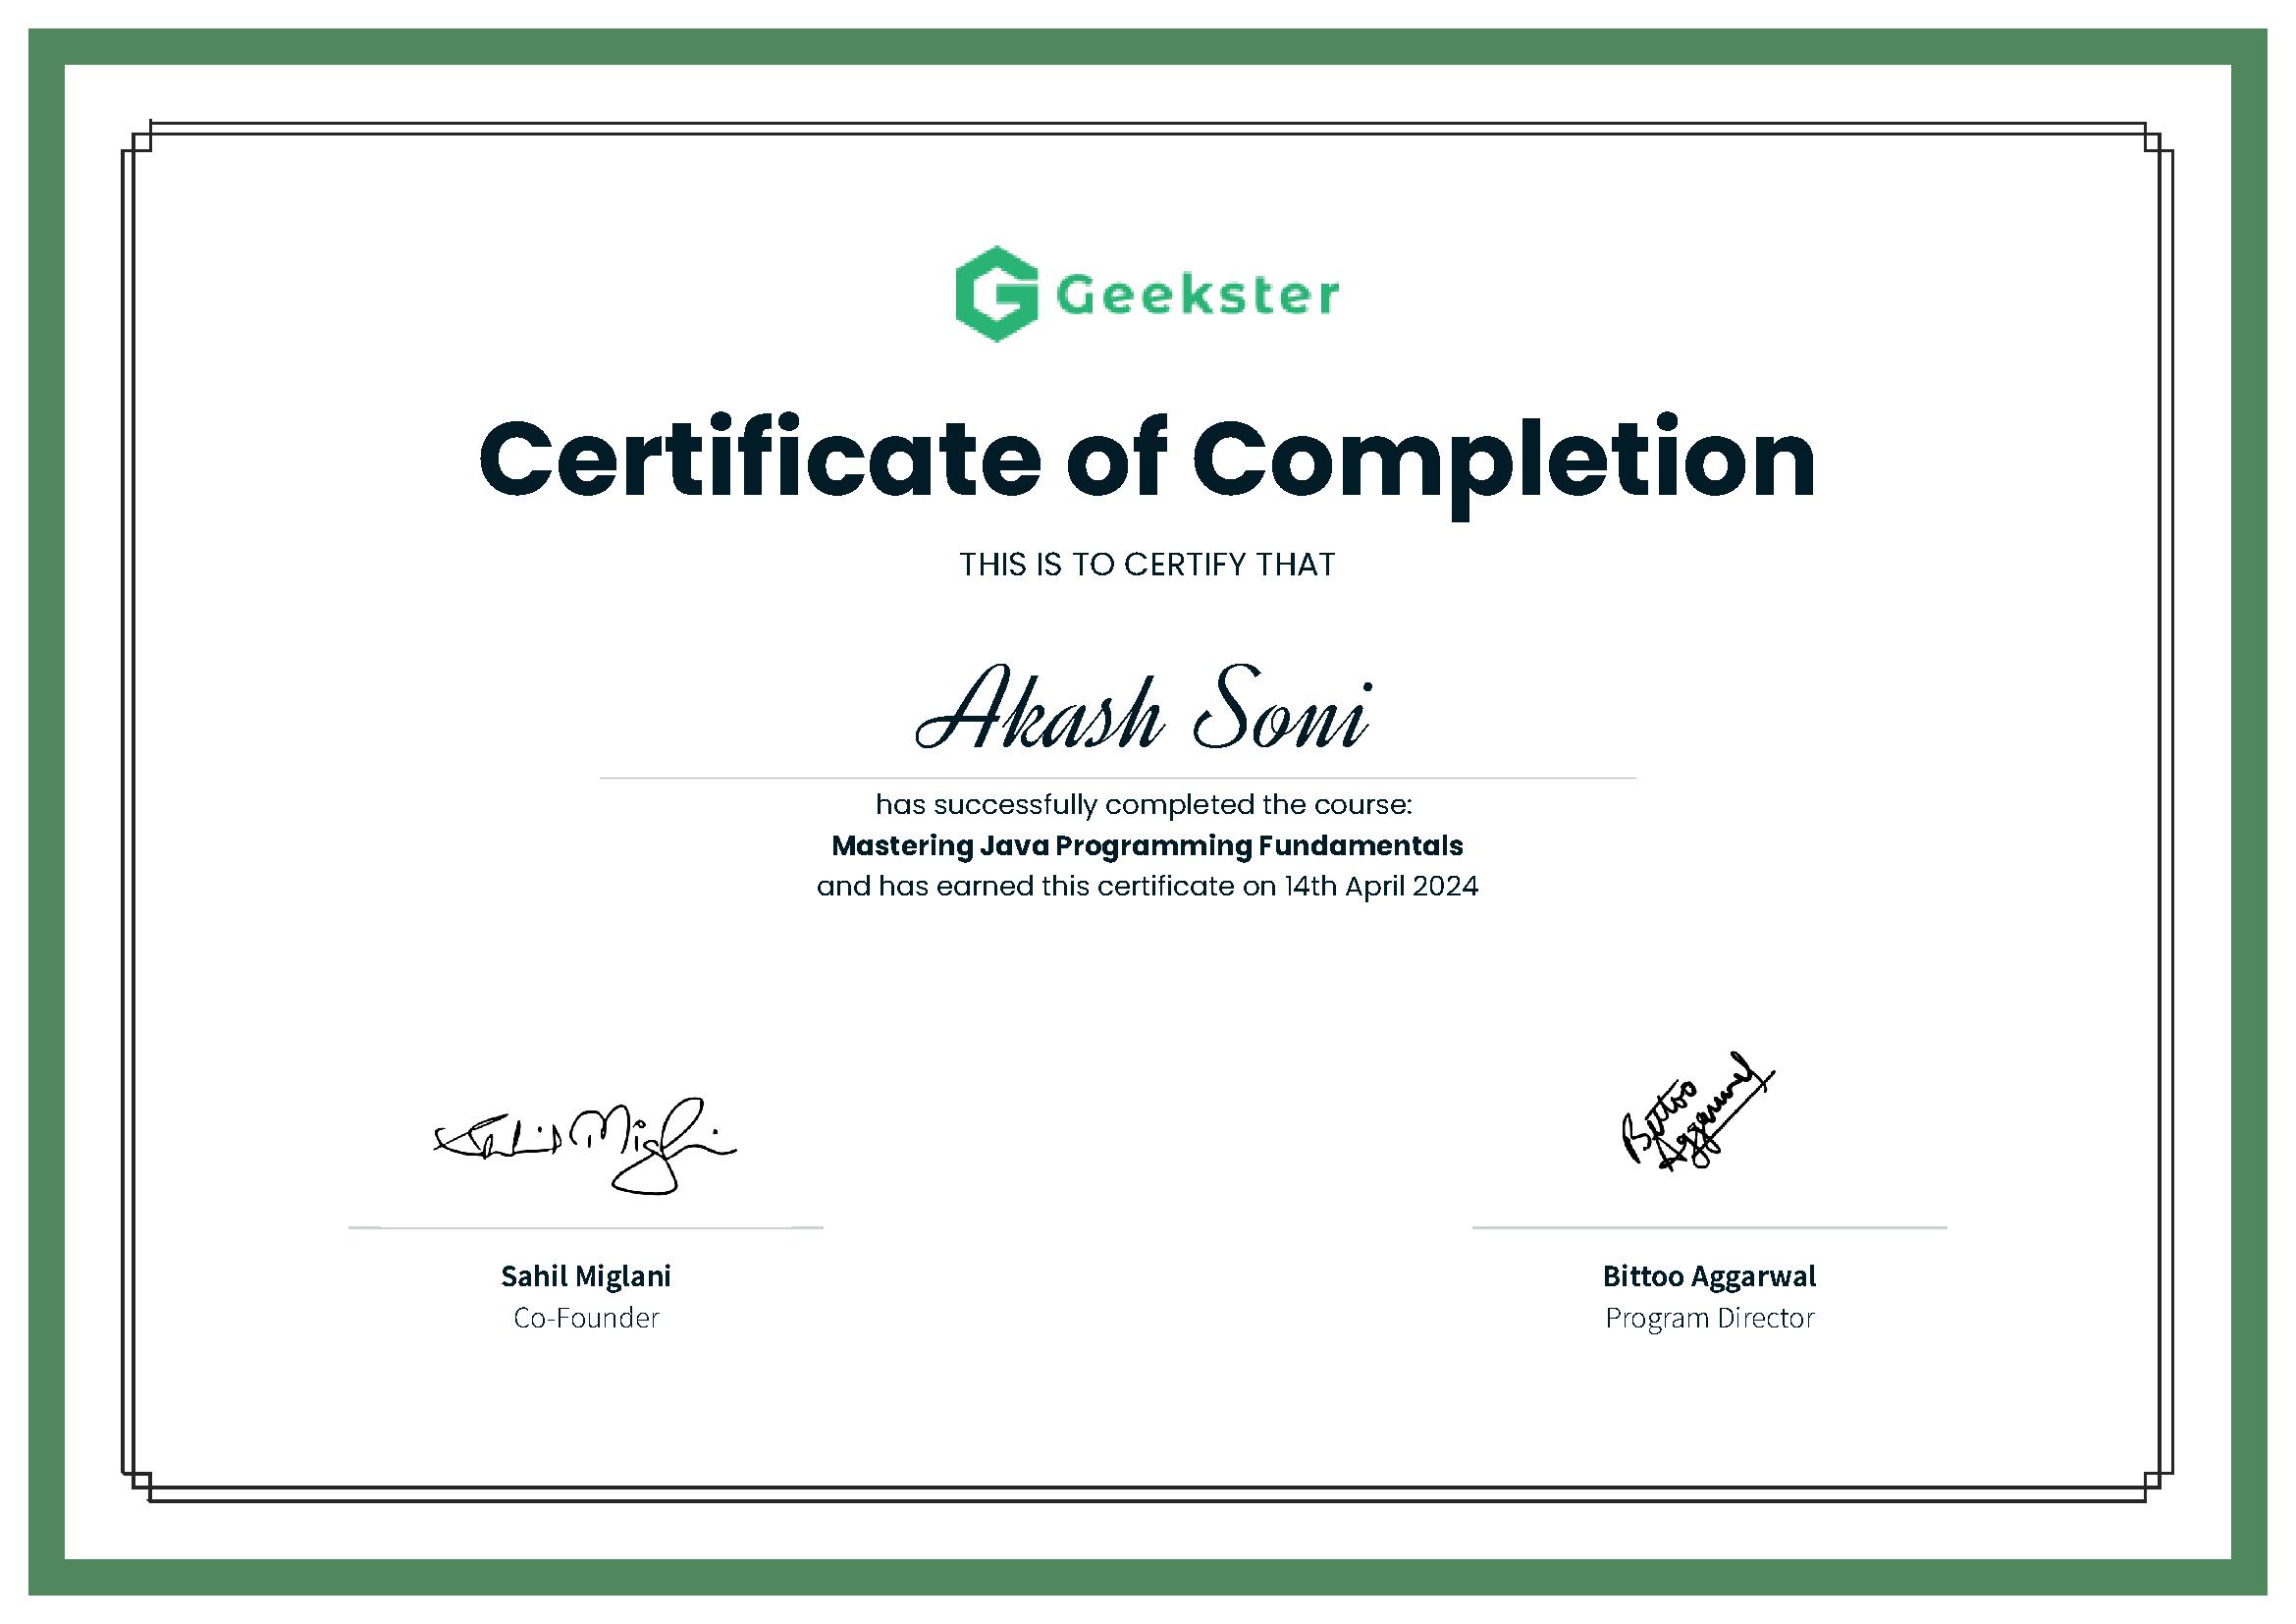 Geekster
Certificate of Completion
THIS IS TO CERTIFY THAT
Akash Soni
has successfully completed the course:
Mastering Java Programming Fundamentals
and has earned this certificate on 14th April 2024
Sahil Miglani
Bittoo
Aggarwal
Sahil Miglani
Co-Founder
Bittoo Aggarwal
Program Director